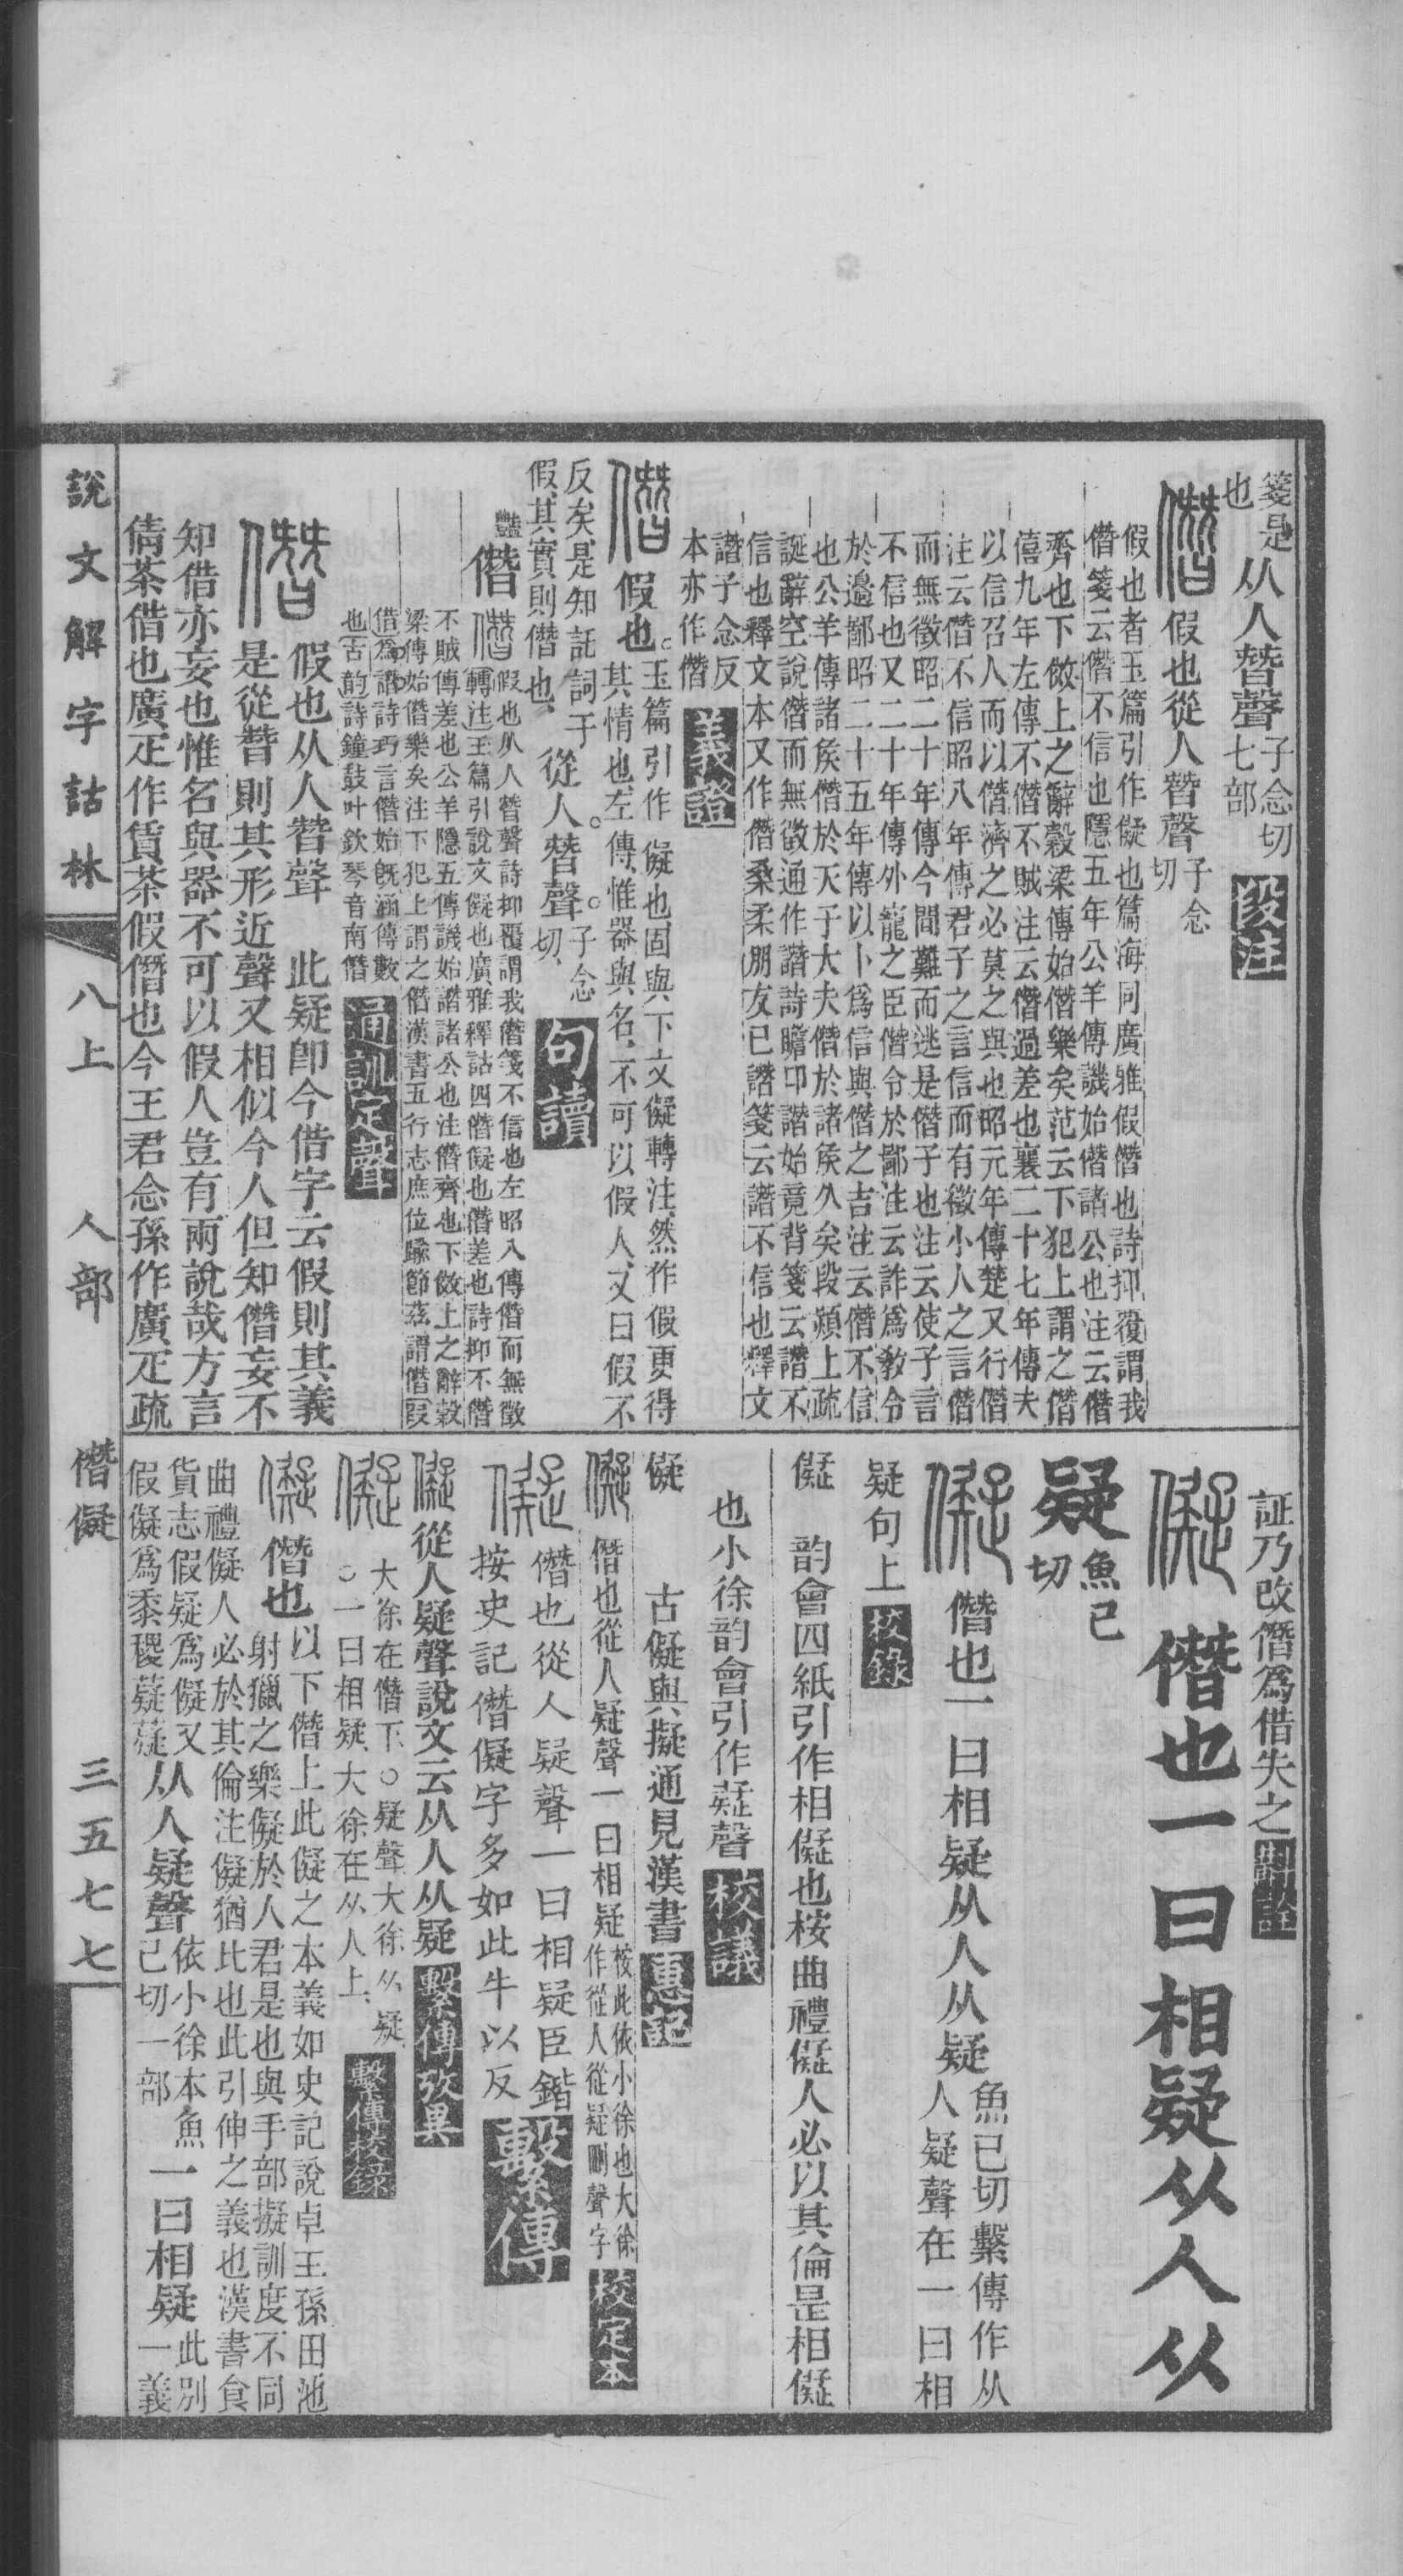 箋是
也
从人朁聲
子念切
七部
段注
僭
假也從人朁聲
子念
切
假也者玉篇引作儗也篇海同廣雅假僭也詩抑覆謂我
僭箋云僭不信也隱五年公羊傳譏始僭諸公也注云僭
齊也下傚上之辭穀梁傳始僭樂矣范云下犯上謂之僭
僖九年左傳不僭不賊注云僭過差也襄二十七年傳夫
以信召人而以僭濟之必莫之與也昭元年傳楚又行僭
注云僭不信昭八年傳君子之言信而有徵小人之言僭
而無徵昭二十年傳今聞難而逃是僭子也注云使子言
不信也又二十年傳外寵之臣僭令於鄙注云詐爲敎令
於邊鄙昭二十五年傳以卜爲信與僭之吉注云僭不信
也公羊傳諸矦僭於天子大夫僭於諸矦久矣段熲上疏
誕辭空說僭而無徵通作譖詩瞻卬譖始竟背箋云譖不
信也釋文本又作僭桑柔朋友已譖箋云譖不信也釋文
譖子念反
本亦作僭
義證
僭
假也。
玉篇引作儗也固與下文儗轉注、然作假更得
其情也、左傳、惟器與名、不可以假人、又曰假不
反矣、是知託詞于
假、其實則僭也、
從人。朁聲。
子念
切、
句讀
豔
僭
僭
假也从人朁聲詩抑覆謂我僭箋不信也左昭八傳僭而無徵
轉注玉篇引說文儗也廣雅釋詁四僭儗也僭差也詩抑不僭
不賊傳差也公羊隱五傳譏始譖諸公也注僭齊也下傚上之辭穀
梁傳始僭樂矣注下犯上謂之僭漢書五行志庶位踰節茲謂僭叚
借爲譖詩巧言僭始旣涵傳數
也古韵詩鐘鼓叶欽琴音南僭
通訓定聲
僭
假也从人朁聲　此疑卽今借字云假則其義
是從朁則其形近聲又相似今人但知僭妄不
知借亦妄也惟名與器不可以假人豈有兩說哉方言
倩茶借也廣疋作賃茶假僭也今王君念孫作廣疋疏
証乃改僭爲借失之
儗
僭也一曰相疑从人从
疑
魚已
切
儗
僭也一曰相疑从人从疑
魚已切繫傳作从
人疑聲在一曰相
疑句上
校錄
儗
韵會四紙引作相儗也桉曲禮儗人必以其倫是相儗
也小徐韵會引作疑聲
校議
儗
古儗與擬通見漢書
惠記
儗
僭也從人疑聲一曰相疑
桉此依小徐也大徐
作從人從疑刪聲字
校定本
儗
僭也從人疑聲一曰相疑臣鍇
按史記僭儗字多如此牛以反
繫傳
儗
從人疑聲說文云从人从疑
繫傳攷異
儗
大徐在僭下、○疑聲大徐从疑
○一曰相疑、大徐在从人上、
繫傳校錄
儗
僭也
以下僭上此儗之本義如史記說卓王孫田池
射獵之樂儗於人君是也與手部擬訓度不同
曲禮儗人必於其倫注儗猶比也此引伸之義也漢書食
貨志假疑爲儗又
假儗爲黍稷薿薿
从人疑聲
依小徐本魚
已切一部
一曰相疑
此別
一義
說文解字詁林　八上　人部　僭儗　三五七七